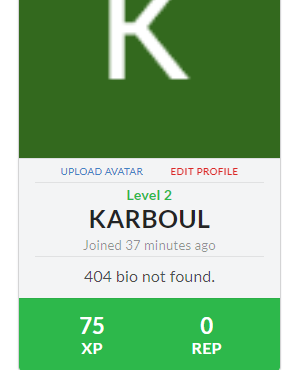 K
UPLOAD AVATAR EDIT PROFILE
Level 2
KARBOUL
Joined 37 minutes ago
404 bio not found.
75 0
XP REP